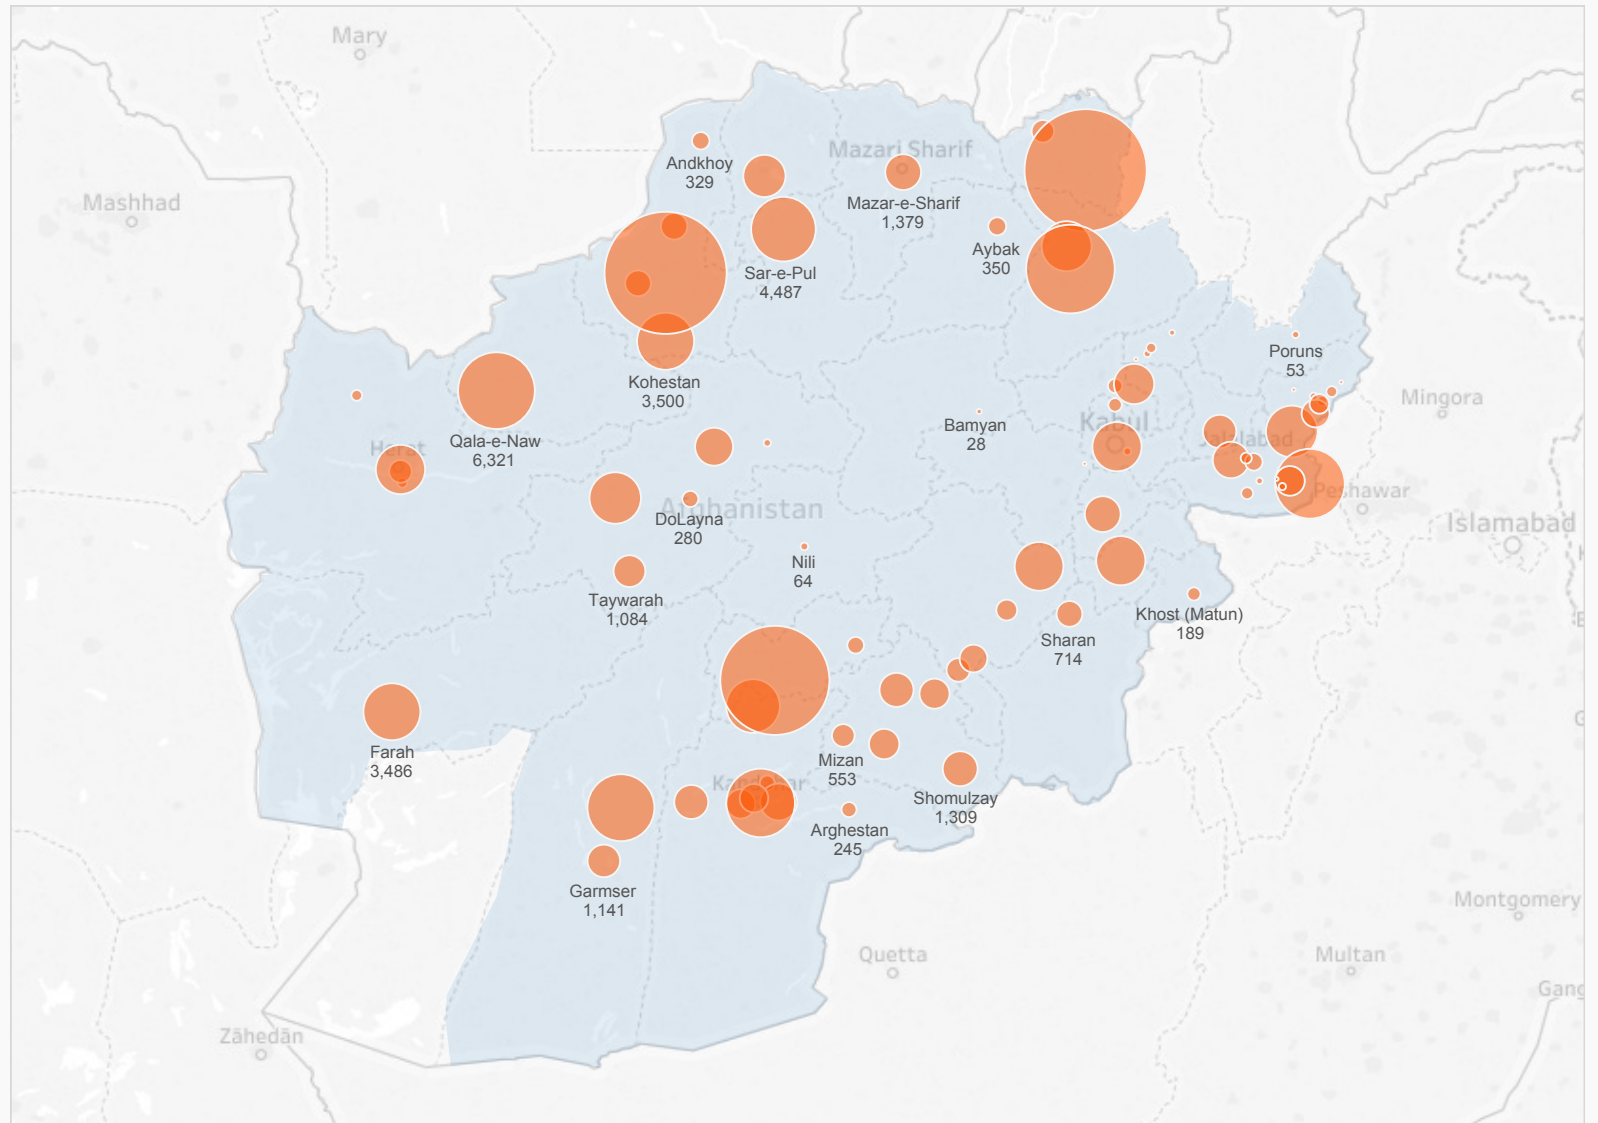 Mary
Mazari Sharif
Andkhoy
329
Mashhad
Mazar-e-Sharif
1,379
Aybak
350
Sar-e-Pul
4,487
Poruns
53
Kohestan
3,500
Mingora
Bamyan
28
Kabul
Qala-e-Naw
6,321
Herat
Jalalabad
Peshawar
Afghanistan
DoLayna
280
Islamabad
Nili
64
Taywarah
1,084
Khost (Matun)
189
Sharan
714
Farah
3,486
Mizan
553
Kandahar
Shomulzay
1,309
Arghestan
245
Garmser
1,141
Montgomery
Quetta
Multan
Gang
Zāhedān